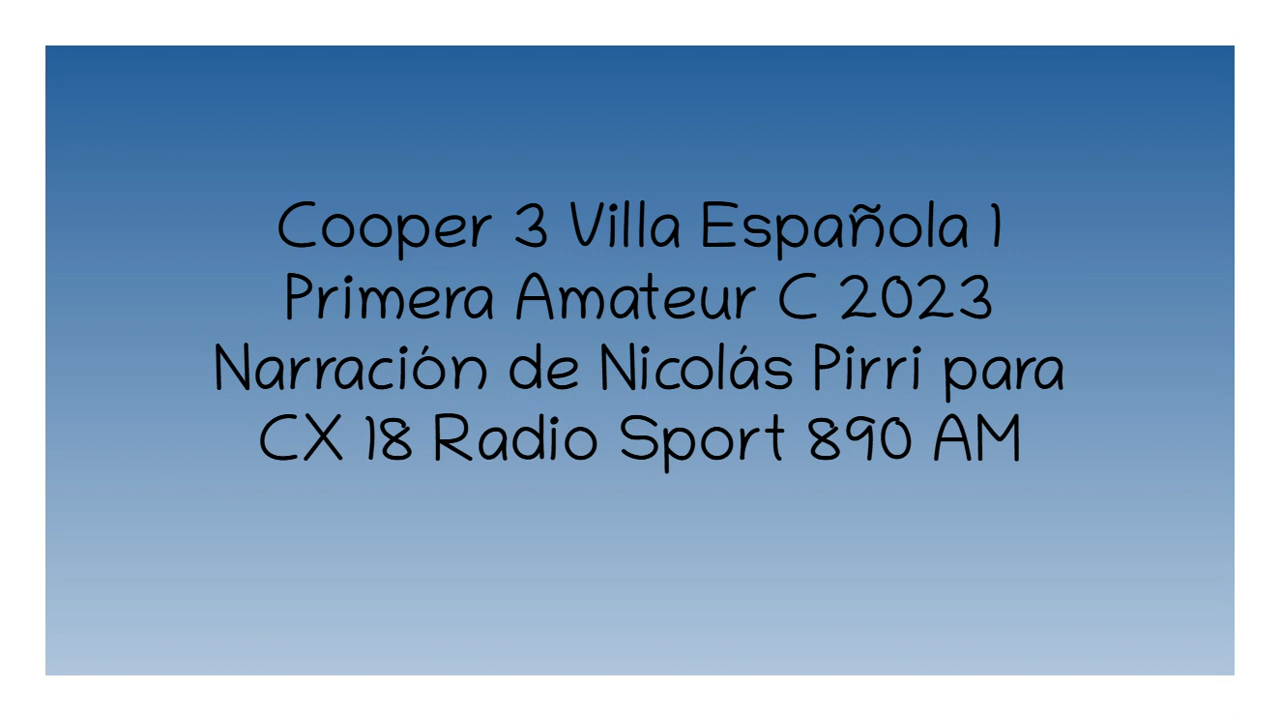 Cooper 3 Villa Española 1
Primera Amateur C 2023
Narración de Nicolás Pirri para
CX 18 Radio Sport 890 AM